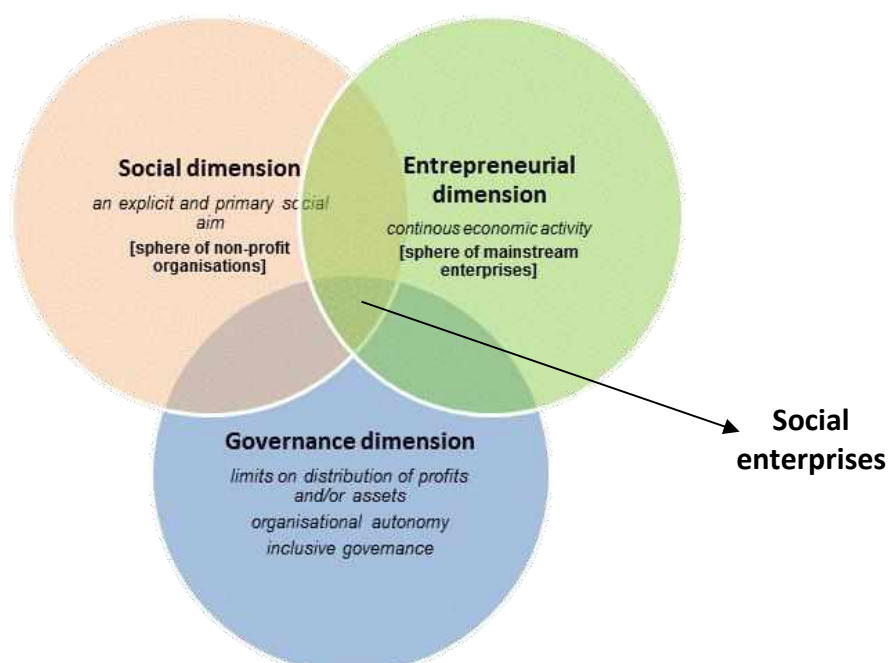 Social dimension
an explicit and primary social
aim
[sphere of non-profit
organisations]
Entrepreneurial
dimension
continous economic activity
[sphere of mainstream
enterprises]
Governance dimension
limits on distribution of profits
and/or assets
organisational autonomy
inclusive governance
Social
enterprises